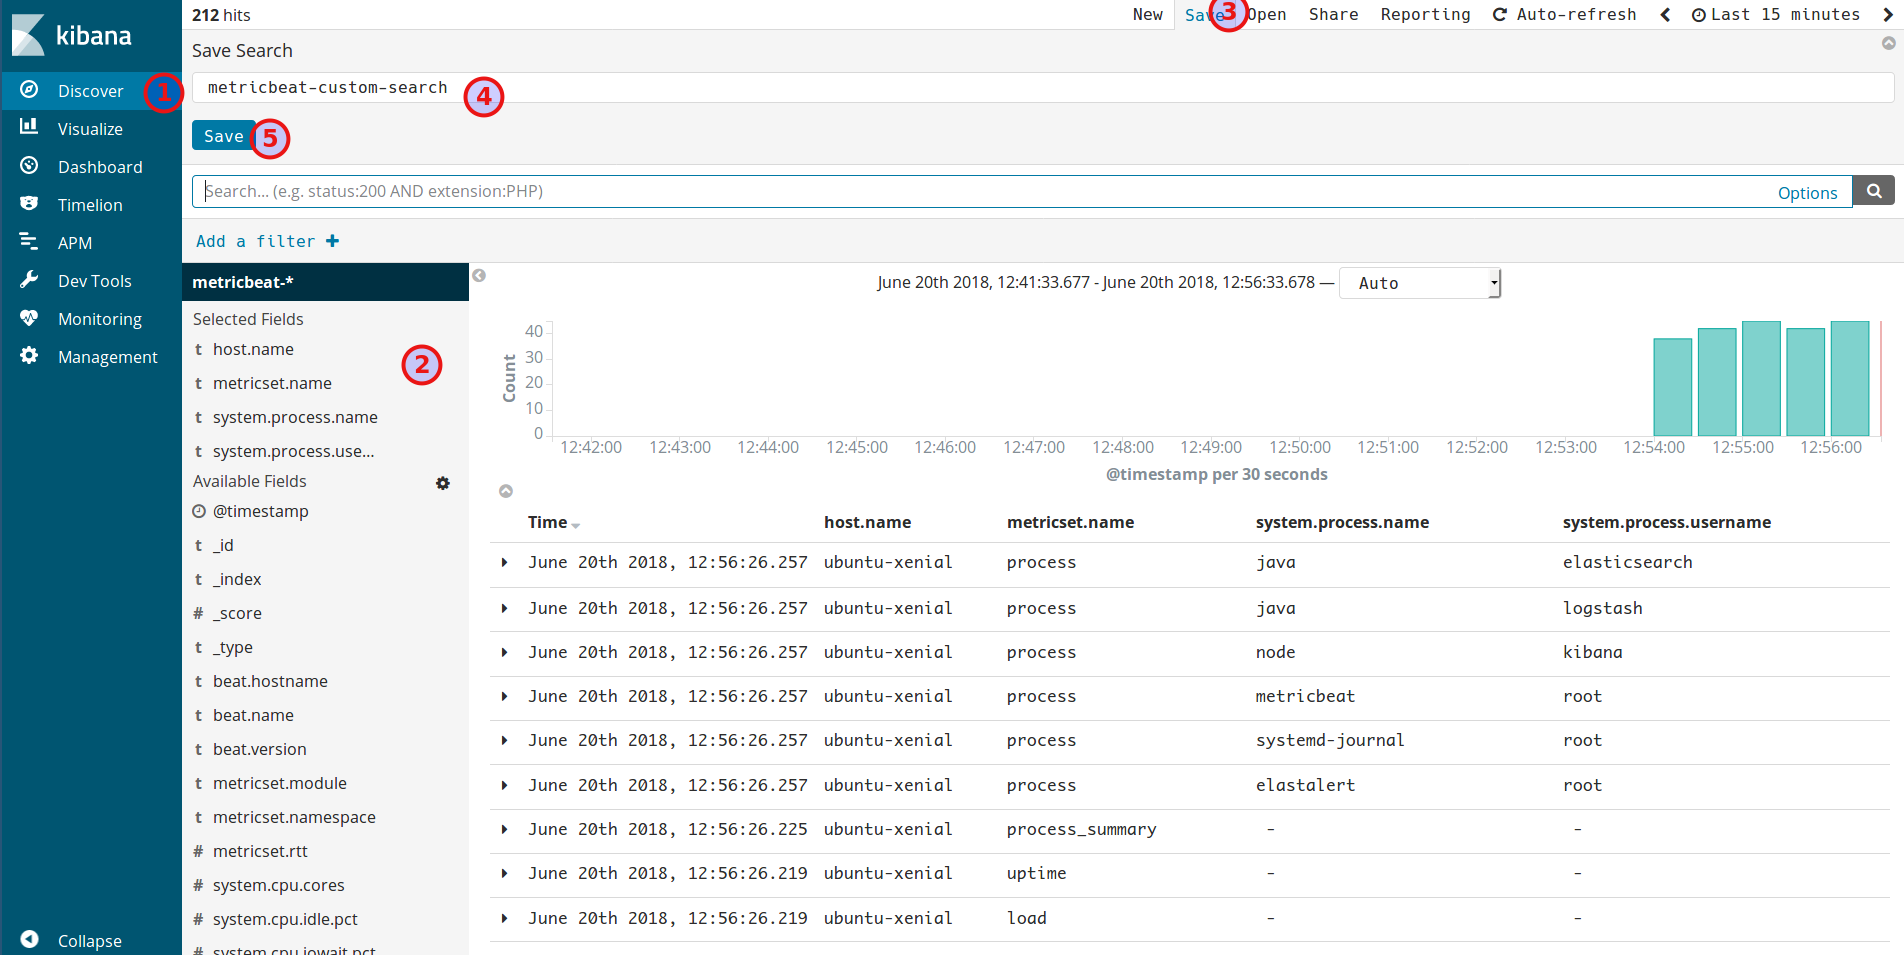 kibana
Discover 1
Visualize
Dashboard
Timelion
APM
Dev Tools
Monitoring
Management
Collapse
212 hits
New Save 3 Open Share Reporting Auto-refresh Last 15 minutes
Save Search
metricbeat-custom-search 4
Save 5
Search... (e.g. status:200 AND extension:PHP) Options
Add a filter +
metricbeat-*
Selected Fields
t host.name
2
t metricset.name
t system.process.name
t system.process.use...
Available Fields
@timestamp
t _id
t _index
# _score
t _type
t beat.hostname
t beat.name
t beat.version
t metricset.module
t metricset.namespace
# metricset.rtt
# system.cpu.cores
# system.cpu.idle.pct
# system.cpu.iowait.pct
June 20th 2018, 12:41:33.677 - June 20th 2018, 12:56:33.678 — Auto
Count
40
30
20
10
0
12:42:00 12:43:00 12:44:00 12:45:00 12:46:00 12:47:00 12:48:00 12:49:00 12:50:00 12:51:00 12:52:00 12:53:00 12:54:00 12:55:00 12:56:00
@timestamp per 30 seconds
Time host.name metricset.name system.process.name system.process.username
June 20th 2018, 12:56:26.257 ubuntu-xenial process java elasticsearch
June 20th 2018, 12:56:26.257 ubuntu-xenial process java logstash
June 20th 2018, 12:56:26.257 ubuntu-xenial process node kibana
June 20th 2018, 12:56:26.257 ubuntu-xenial process metricbeat root
June 20th 2018, 12:56:26.257 ubuntu-xenial process systemd-journal root
June 20th 2018, 12:56:26.257 ubuntu-xenial process elastalert root
June 20th 2018, 12:56:26.225 ubuntu-xenial process_summary - -
June 20th 2018, 12:56:26.219 ubuntu-xenial uptime - -
June 20th 2018, 12:56:26.219 ubuntu-xenial load - -